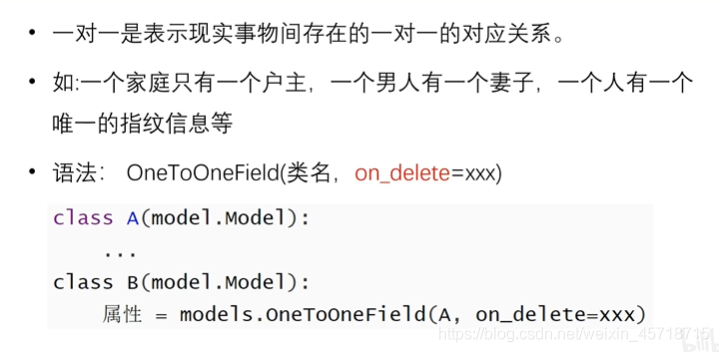 • 一对一是表示现实事物间存在的一对一的对应关系。
• 如:一个家庭只有一个户主，一个男人有一个妻子，一个人有一个
唯一的指纹信息等
• 语法： OneToOneField(类名，on_delete=xxx)
class A(model.Model):
    ...
class B(model.Model):
    属性 = models.OneToOneField(A, on_delete=xxx)
https://blog.csdn.net/weixin_45718715